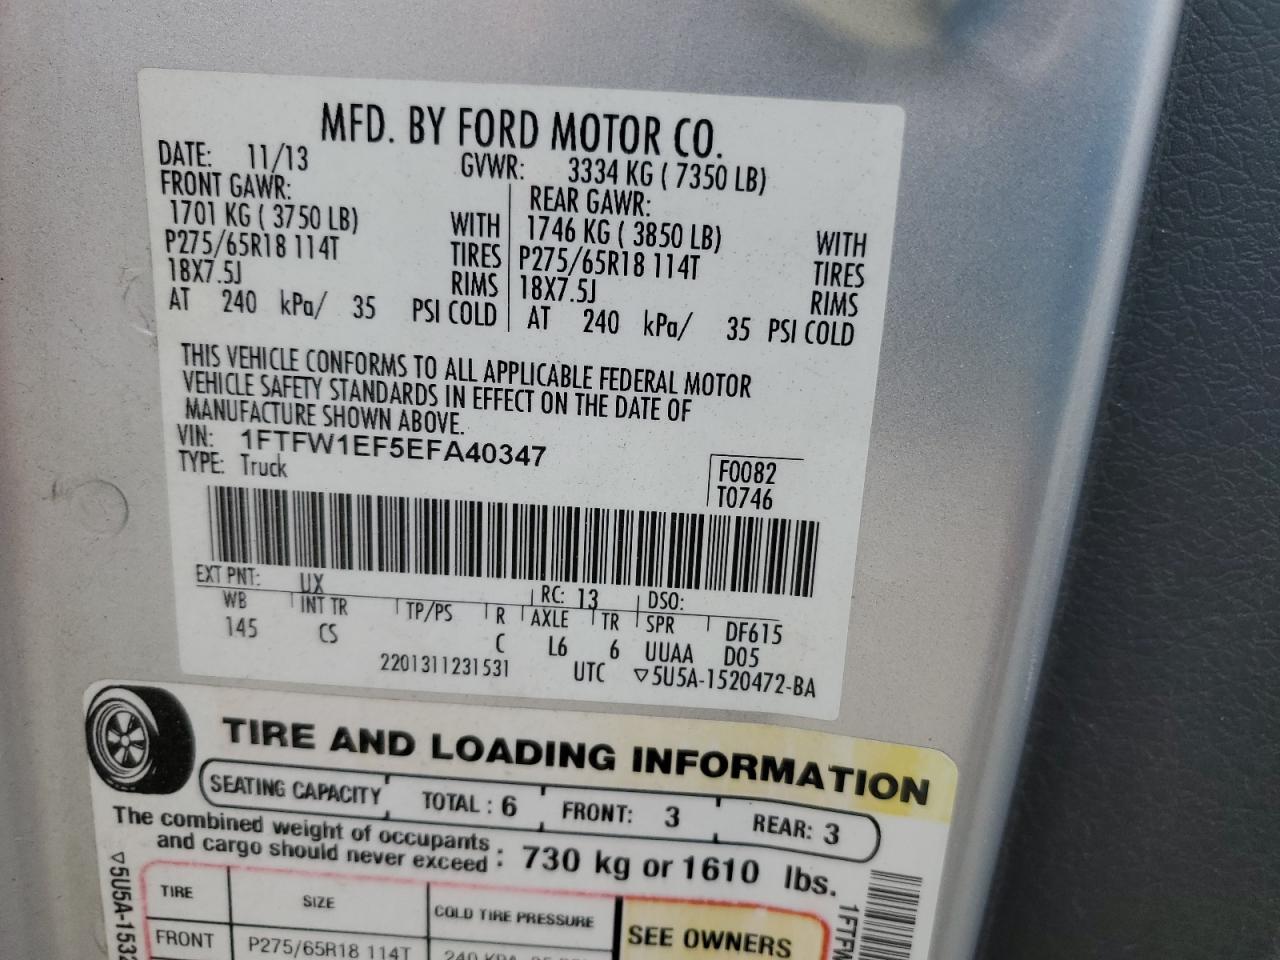 MFD. BY FORD MOTOR CO.
DATE: 11/13 GVWR: 3334 KG ( 7350 LB)
FRONT GAWR: REAR GAWR:
1701 KG ( 3750 LB) WITH 1746 KG ( 3850 LB) WITH
P275/65R18 114T TIRES P275/65R18 114T TIRES
18X7.5J RIMS 18X7.5J RIMS
AT 240 kPa/ 35 PSI COLD AT 240 kPa/ 35 PSI COLD
THIS VEHICLE CONFORMS TO ALL APPLICABLE FEDERAL MOTOR
VEHICLE SAFETY STANDARDS IN EFFECT ON THE DATE OF
MANUFACTURE SHOWN ABOVE.
VIN: 1FTFW1EF5EFA40347
TYPE: Truck
F0082
T0746
EXT PNT: UX RC: 13 DSO:
WB INT TR TP/PS R AXLE TR SPR DF615
145 CS C L6 6 UUAA D05
2201311231531 UTC ▽5U5A-1520472-BA
TIRE AND LOADING INFORMATION
SEATING CAPACITY TOTAL : 6 FRONT: 3 REAR: 3
The combined weight of occupants
and cargo should never exceed : 730 kg or 1610 lbs.
TIRE SIZE COLD TIRE PRESSURE SEE OWNERS
FRONT P275/65R18 114T
▽5U5A-153
1FTFW